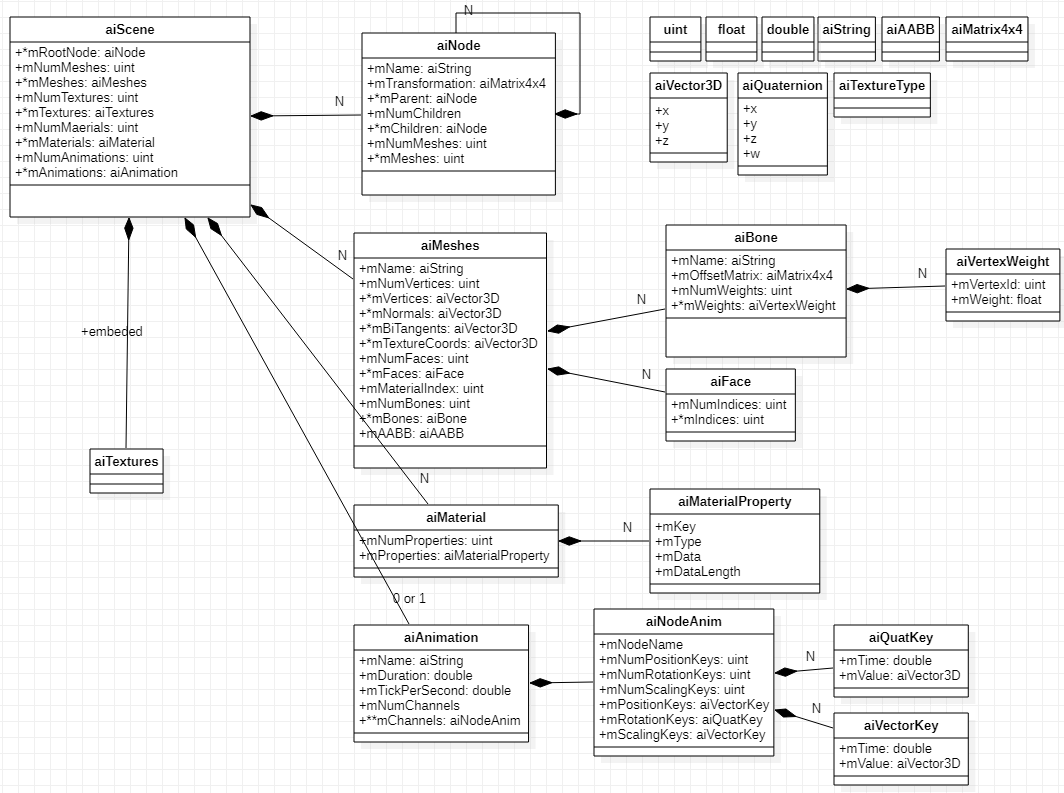 aiScene
+*mRootNode: aiNode
+mNumMeshes: uint
+*mMeshes: aiMeshes
+mNumTextures: uint
+*mTextures: aiTextures
+mNumMaerials: uint
+*mMaterials: aiMaterial
+mNumAnimations: uint
+*mAnimations: aiAnimation
N
N
aiNode
+mName: aiString
+mTransformation: aiMatrix4x4
+*mParent: aiNode
+mNumChildren
+*mChildren: aiNode
+mNumMeshes: uint
+*mMeshes: uint
uint
float
double
aiString
aiAABB
aiMatrix4x4
aiVector3D
+x
+y
+z
aiQuaternion
+x
+y
+z
+w
aiTextureType
N
aiMeshes
+mName: aiString
+mNumVertices: uint
+*mVertices: aiVector3D
+*mNormals: aiVector3D
+*mBiTangents: aiVector3D
+*mTextureCoords: aiVector3D
+mNumFaces: uint
+*mFaces: aiFace
+mMaterialIndex: uint
+mNumBones: uint
+*mBones: aiBone
+mAABB: aiAABB
N
aiBone
+mName: aiString
+mOffsetMatrix: aiMatrix4x4
+mNumWeights: uint
+*mWeights: aiVertexWeight
N
aiVertexWeight
+mVertexId: uint
+mWeight: float
N
aiFace
+mNumIndices: uint
+*mIndices: uint
+embeded
aiTextures
N
aiMaterial
+mNumProperties: uint
+mProperties: aiMaterialProperty
N
aiMaterialProperty
+mKey
+mType
+mData
+mDataLength
0 or 1
aiAnimation
+mName: aiString
+mDuration: double
+mTickPerSecond: double
+mNumChannels
+**mChannels: aiNodeAnim
aiNodeAnim
+mNodeName
+mNumPositionKeys: uint
+mNumRotationKeys: uint
+mNumScalingKeys: uint
+mPositionKeys: aiVectorKey
+mRotationKeys: aiQuatKey
+mScalingKeys: aiVectorKey
N
aiQuatKey
+mTime: double
+mValue: aiVector3D
N
aiVectorKey
+mTime: double
+mValue: aiVector3D